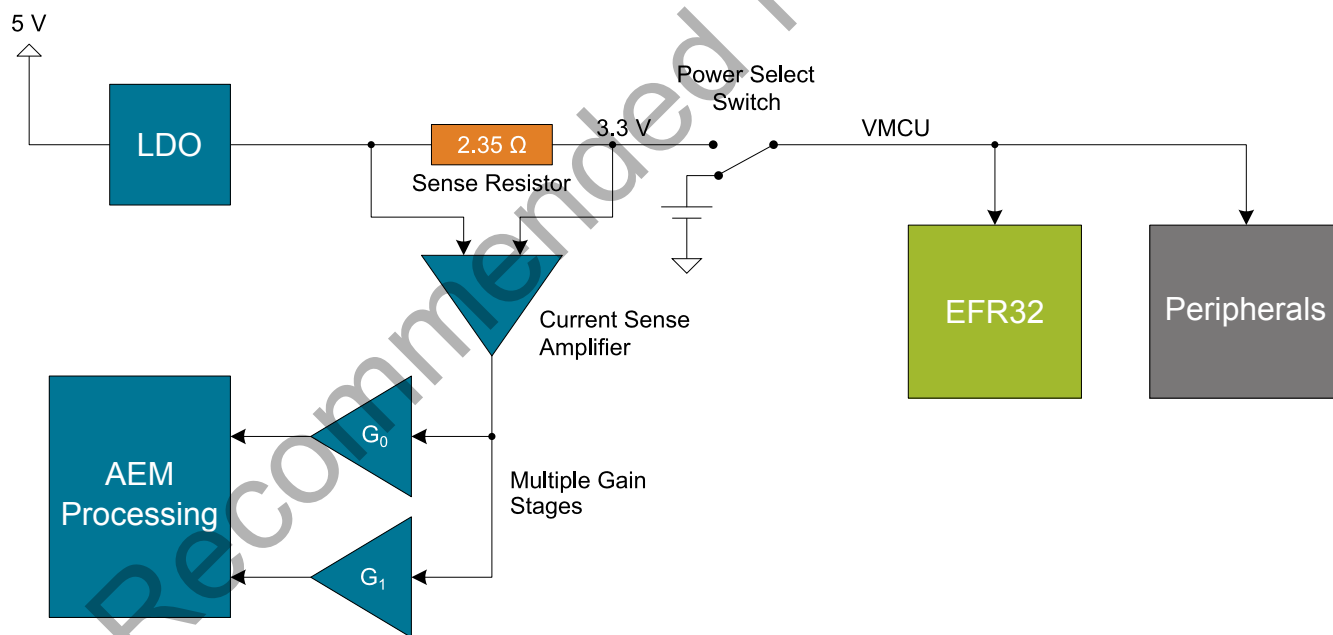 5 V
LDO
2.35 Ω
Sense Resistor
3.3 V
Power Select
Switch
VMCU
EFR32
Peripherals
Current Sense
Amplifier
Multiple Gain
Stages
G0
G1
AEM
Processing
Recommended